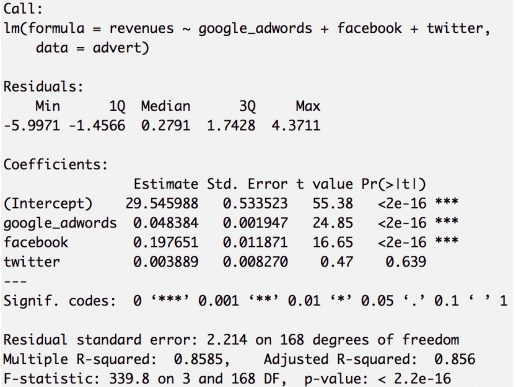 Call:
lm(formula = revenues ~ google_adwords + facebook + twitter,
    data = advert)

Residuals:
    Min      1Q  Median      3Q     Max
-5.9971 -1.4566  0.2791  1.7428  4.3711

Coefficients:
                Estimate Std. Error t value Pr(>|t|)
(Intercept)    29.545988   0.533523   55.38   <2e-16 ***
google_adwords  0.048384   0.001947   24.85   <2e-16 ***
facebook        0.197651   0.011871   16.65   <2e-16 ***
twitter         0.003889   0.008270    0.47    0.639
---
Signif. codes:  0 ‘***’ 0.001 ‘**’ 0.01 ‘*’ 0.05 ‘.’ 0.1 ‘ ’ 1

Residual standard error: 2.214 on 168 degrees of freedom
Multiple R-squared:  0.8585,    Adjusted R-squared:  0.856
F-statistic: 339.8 on 3 and 168 DF,  p-value: < 2.2e-16